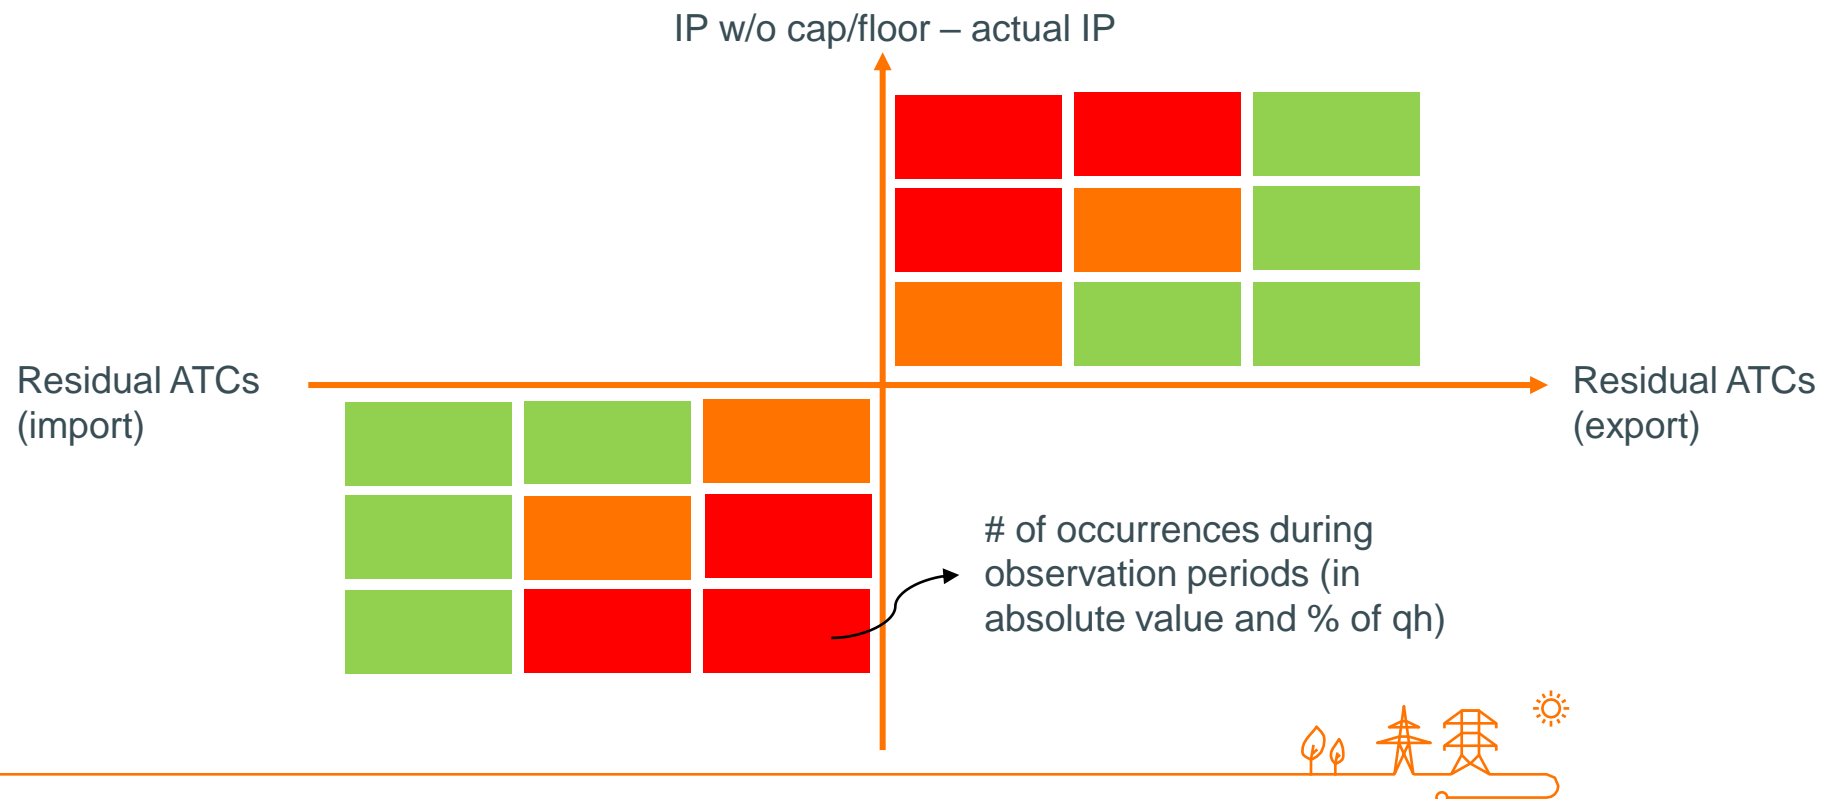 IP w/o cap/floor – actual IP
Residual ATCs
(import)
Residual ATCs
(export)
# of occurrences during
observation periods (in
absolute value and % of qh)